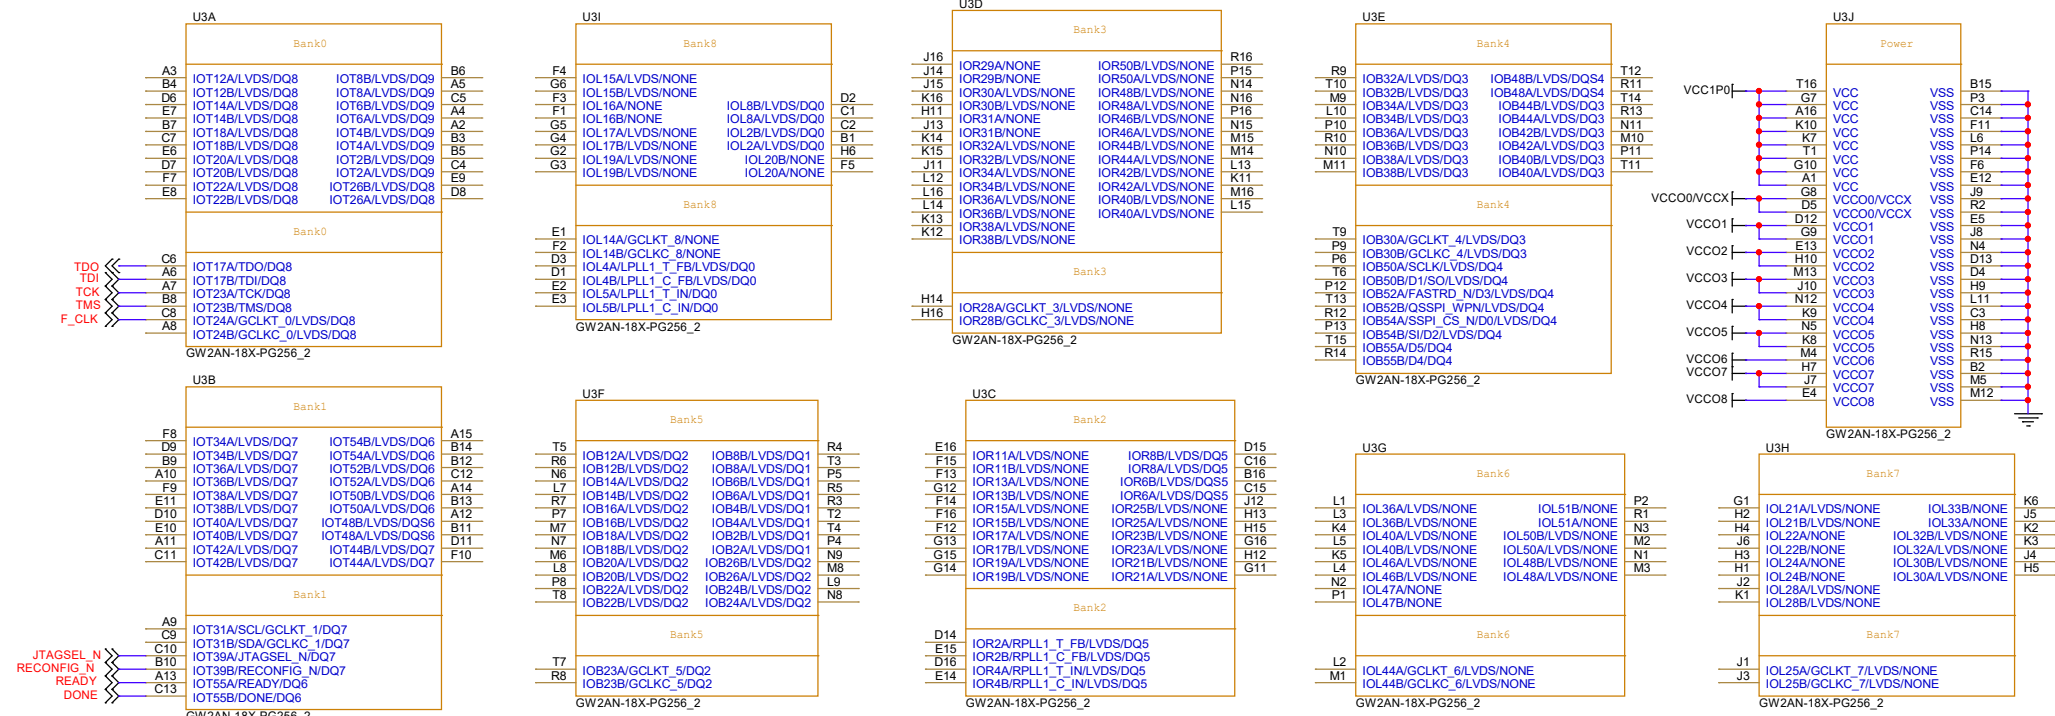 U3A
Bank0
A3 IOT12A/LVDS/DQ8 IOT8B/LVDS/DQ9 B6
B4 IOT12B/LVDS/DQ8 IOT8A/LVDS/DQ9 A5
D6 IOT14A/LVDS/DQ8 IOT6B/LVDS/DQ9 C5
E7 IOT14B/LVDS/DQ8 IOT6A/LVDS/DQ9 A4
B7 IOT18A/LVDS/DQ8 IOT4B/LVDS/DQ9 A2
C7 IOT18B/LVDS/DQ8 IOT4A/LVDS/DQ9 B3
E6 IOT20A/LVDS/DQ8 IOT2B/LVDS/DQ9 B5
D7 IOT20B/LVDS/DQ8 IOT2A/LVDS/DQ9 C4
F7 IOT22A/LVDS/DQ8 IOT26B/LVDS/DQ8 E9
E8 IOT22B/LVDS/DQ8 IOT26A/LVDS/DQ8 D8
Bank0
TDO C6 IOT17A/TDO/DQ8
TDI A6 IOT17B/TDI/DQ8
TCK A7 IOT23A/TCK/DQ8
TMS B8 IOT23B/TMS/DQ8
F_CLK C8 IOT24A/GCLKT_0/LVDS/DQ8
A8 IOT24B/GCLKC_0/LVDS/DQ8
GW2AN-18X-PG256_2
U3I
Bank8
F4 IOL15A/LVDS/NONE
G6 IOL15B/LVDS/NONE
F3 IOL16A/NONE IOL8B/LVDS/DQ0 D2
F1 IOL16B/NONE IOL8A/LVDS/DQ0 C1
G5 IOL17A/LVDS/NONE IOL2B/LVDS/DQ0 C2
G4 IOL17B/LVDS/NONE IOL2A/LVDS/DQ0 B1
G2 IOL19A/LVDS/NONE IOL20B/NONE H6
G3 IOL19B/LVDS/NONE IOL20A/NONE F5
Bank8
E1 IOL14A/GCLKT_8/NONE
F2 IOL14B/GCLKC_8/NONE
D3 IOL4A/LPLL1_T_FB/LVDS/DQ0
D1 IOL4B/LPLL1_C_FB/LVDS/DQ0
E2 IOL5A/LPLL1_T_IN/DQ0
E3 IOL5B/LPLL1_C_IN/DQ0
GW2AN-18X-PG256_2
U3D
Bank3
J16 IOR29A/NONE IOR50B/LVDS/NONE R16
J14 IOR29B/NONE IOR50A/LVDS/NONE P15
J15 IOR30A/LVDS/NONE IOR48B/LVDS/NONE N14
K16 IOR30B/LVDS/NONE IOR48A/LVDS/NONE N16
H11 IOR31A/NONE IOR46B/LVDS/NONE P16
J13 IOR31B/NONE IOR46A/LVDS/NONE N15
K14 IOR32A/LVDS/NONE IOR44B/LVDS/NONE M15
K15 IOR32B/LVDS/NONE IOR44A/LVDS/NONE M14
J11 IOR34A/LVDS/NONE IOR42B/LVDS/NONE L13
L12 IOR34B/LVDS/NONE IOR42A/LVDS/NONE K11
L16 IOR36A/LVDS/NONE IOR40B/LVDS/NONE M16
L14 IOR36B/LVDS/NONE IOR40A/LVDS/NONE L15
K13 IOR38A/LVDS/NONE
K12 IOR38B/LVDS/NONE
Bank3
H14 IOR28A/GCLKT_3/LVDS/NONE
H16 IOR28B/GCLKC_3/LVDS/NONE
GW2AN-18X-PG256_2
U3E
Bank4
R9 IOB32A/LVDS/DQ3 IOB48B/LVDS/DQS4 T12
T10 IOB32B/LVDS/DQ3 IOB48A/LVDS/DQS4 R11
M9 IOB34A/LVDS/DQ3 IOB44B/LVDS/DQ3 T14
L10 IOB34B/LVDS/DQ3 IOB44A/LVDS/DQ3 R13
P10 IOB36A/LVDS/DQ3 IOB42B/LVDS/DQ3 N11
R10 IOB36B/LVDS/DQ3 IOB42A/LVDS/DQ3 M10
N10 IOB38A/LVDS/DQ3 IOB40B/LVDS/DQ3 P11
M11 IOB38B/LVDS/DQ3 IOB40A/LVDS/DQ3 T11
Bank4
T9 IOB30A/GCLKT_4/LVDS/DQ3
P9 IOB30B/GCLKC_4/LVDS/DQ3
P6 IOB50A/SCLK/LVDS/DQ4
T6 IOB50B/D1/SO/LVDS/DQ4
P12 IOB52A/FASTRD_N/D3/LVDS/DQ4
T13 IOB52B/QSSPI_WPN/LVDS/DQ4
R12 IOB54A/SSPI_CS_N/D0/LVDS/DQ4
P13 IOB54B/SI/D2/LVDS/DQ4
T15 IOB55A/D5/DQ4
R14 IOB55B/D4/DQ4
GW2AN-18X-PG256_2
U3J
Power
VCC1P0 T16 VCC VSS B15
G7 VCC VSS P3
A16 VCC VSS C14
K10 VCC VSS F11
K7 VCC VSS L6
T1 VCC VSS P14
G10 VCC VSS F6
A1 VCC VSS E12
VCCO0/VCCX G8 VCCO0/VCCX VSS J9
D5 VCCO0/VCCX VSS R2
VCCO1 D12 VCCO1 VSS E5
G9 VCCO1 VSS J8
VCCO2 E13 VCCO2 VSS N4
H10 VCCO2 VSS D13
VCCO3 M13 VCCO3 VSS D4
J10 VCCO3 VSS H9
VCCO4 N12 VCCO4 VSS L11
K9 VCCO4 VSS C3
VCCO5 N5 VCCO5 VSS H8
K8 VCCO5 VSS N13
VCCO6 M4 VCCO6 VSS R15
VCCO7 H7 VCCO7 VSS B2
J7 VCCO7 VSS M5
VCCO8 E4 VCCO8 VSS M12
GW2AN-18X-PG256_2
U3B
Bank1
F8 IOT34A/LVDS/DQ7 IOT54B/LVDS/DQ6 A15
D9 IOT34B/LVDS/DQ7 IOT54A/LVDS/DQ6 B14
B9 IOT36A/LVDS/DQ7 IOT52B/LVDS/DQ6 B12
A10 IOT36B/LVDS/DQ7 IOT52A/LVDS/DQ6 C12
F9 IOT38A/LVDS/DQ7 IOT50B/LVDS/DQ6 A14
E11 IOT38B/LVDS/DQ7 IOT50A/LVDS/DQ6 B13
D10 IOT40A/LVDS/DQ7 IOT48B/LVDS/DQS6 A12
E10 IOT40B/LVDS/DQ7 IOT48A/LVDS/DQS6 B11
A11 IOT42A/LVDS/DQ7 IOT44B/LVDS/DQ7 D11
C11 IOT42B/LVDS/DQ7 IOT44A/LVDS/DQ7 F10
Bank1
A9 IOT31A/SCL/GCLKT_1/DQ7
C9 IOT31B/SDA/GCLKC_1/DQ7
JTAGSEL_N C10 IOT39A/JTAGSEL_N/DQ7
RECONFIG_N B10 IOT39B/RECONFIG_N/DQ7
READY A13 IOT55A/READY/DQ6
DONE C13 IOT55B/DONE/DQ6
GW2AN-18X-PG256_2
U3F
Bank5
T5 IOB12A/LVDS/DQ2 IOB8B/LVDS/DQ1 R4
R6 IOB12B/LVDS/DQ2 IOB8A/LVDS/DQ1 T3
N6 IOB14A/LVDS/DQ2 IOB6B/LVDS/DQ1 P5
L7 IOB14B/LVDS/DQ2 IOB6A/LVDS/DQ1 R5
R7 IOB16A/LVDS/DQ2 IOB4B/LVDS/DQ1 R3
P7 IOB16B/LVDS/DQ2 IOB4A/LVDS/DQ1 T2
M7 IOB18A/LVDS/DQ2 IOB2B/LVDS/DQ1 T4
N7 IOB18B/LVDS/DQ2 IOB2A/LVDS/DQ1 P4
M6 IOB20A/LVDS/DQ2 IOB26B/LVDS/DQ2 N9
L8 IOB20B/LVDS/DQ2 IOB26A/LVDS/DQ2 M8
P8 IOB22A/LVDS/DQ2 IOB24B/LVDS/DQ2 L9
T8 IOB22B/LVDS/DQ2 IOB24A/LVDS/DQ2 N8
Bank5
T7 IOB23A/GCLKT_5/DQ2
R8 IOB23B/GCLKC_5/DQ2
GW2AN-18X-PG256_2
U3C
Bank2
E16 IOR11A/LVDS/NONE IOR8B/LVDS/DQ5 D15
F15 IOR11B/LVDS/NONE IOR8A/LVDS/DQ5 C16
F13 IOR13A/LVDS/NONE IOR6B/LVDS/DQS5 B16
G12 IOR13B/LVDS/NONE IOR6A/LVDS/DQS5 C15
F14 IOR15A/LVDS/NONE IOR25B/LVDS/NONE J12
F16 IOR15B/LVDS/NONE IOR25A/LVDS/NONE H13
F12 IOR17A/LVDS/NONE IOR23B/LVDS/NONE H15
G13 IOR17B/LVDS/NONE IOR23A/LVDS/NONE G16
G15 IOR19A/LVDS/NONE IOR21B/LVDS/NONE H12
G14 IOR19B/LVDS/NONE IOR21A/LVDS/NONE G11
Bank2
D14 IOR2A/RPLL1_T_FB/LVDS/DQ5
E15 IOR2B/RPLL1_C_FB/LVDS/DQ5
D16 IOR4A/RPLL1_T_IN/LVDS/DQ5
E14 IOR4B/RPLL1_C_IN/LVDS/DQ5
GW2AN-18X-PG256_2
U3G
Bank6
L1 IOL36A/LVDS/NONE IOL51B/NONE P2
L3 IOL36B/LVDS/NONE IOL51A/NONE R1
K4 IOL40A/LVDS/NONE IOL50B/LVDS/NONE N3
L5 IOL40B/LVDS/NONE IOL50A/LVDS/NONE M2
K5 IOL46A/LVDS/NONE IOL48B/LVDS/NONE N1
L4 IOL46B/LVDS/NONE IOL48A/LVDS/NONE M3
N2 IOL47A/NONE
P1 IOL47B/NONE
Bank6
L2 IOL44A/GCLKT_6/LVDS/NONE
M1 IOL44B/GCLKC_6/LVDS/NONE
GW2AN-18X-PG256_2
U3H
Bank7
G1 IOL21A/LVDS/NONE IOL33B/NONE K6
H2 IOL21B/LVDS/NONE IOL33A/NONE J5
H4 IOL22A/NONE IOL32B/LVDS/NONE K2
J6 IOL22B/NONE IOL32A/LVDS/NONE K3
H3 IOL24A/NONE IOL30B/LVDS/NONE J4
H1 IOL24B/NONE IOL30A/LVDS/NONE H5
J2 IOL28A/LVDS/NONE
K1 IOL28B/LVDS/NONE
Bank7
J1 IOL25A/GCLKT_7/LVDS/NONE
J3 IOL25B/GCLKC_7/LVDS/NONE
GW2AN-18X-PG256_2